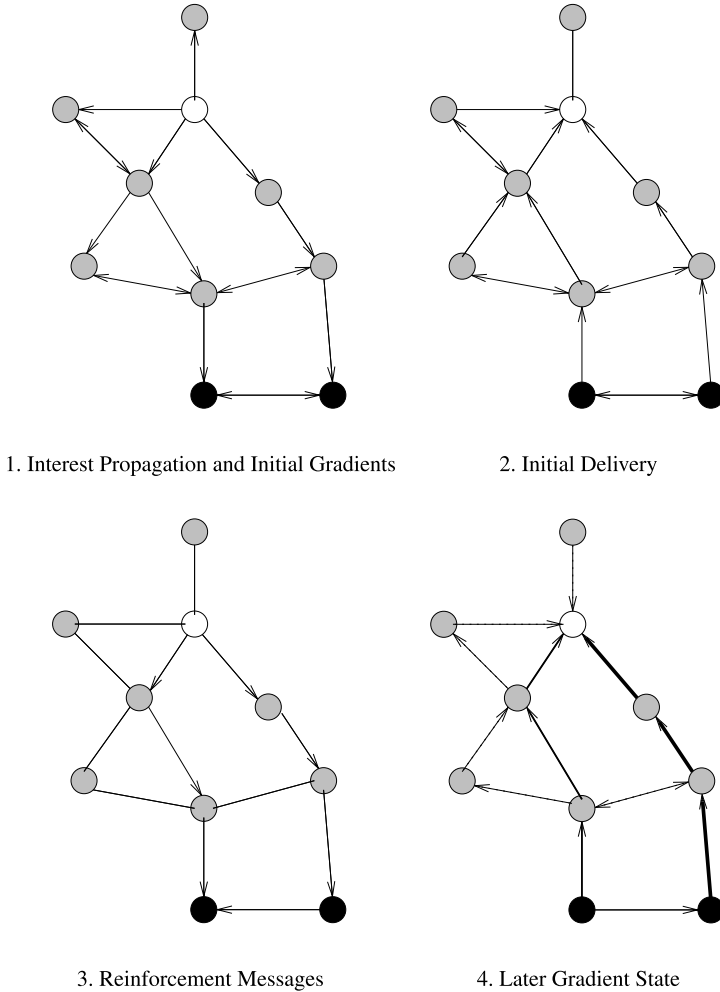 1. Interest Propagation and Initial Gradients
2. Initial Delivery
3. Reinforcement Messages
4. Later Gradient State